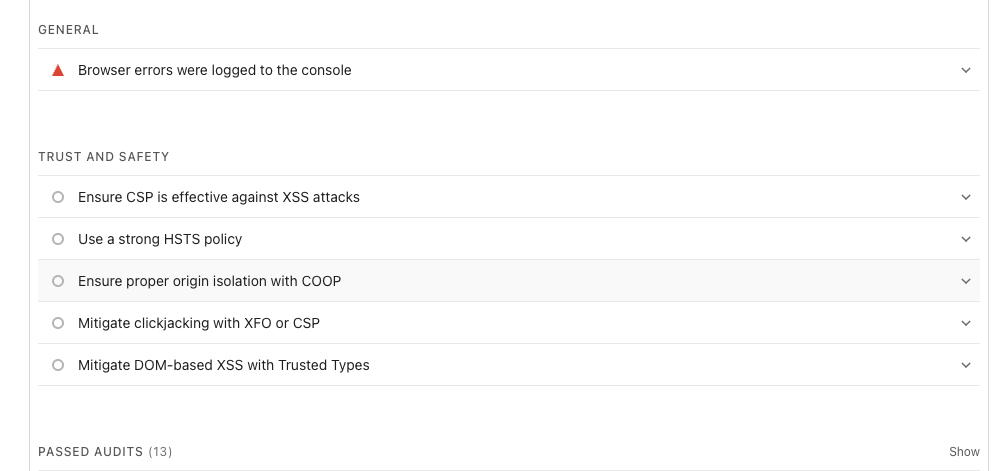 GENERAL
Browser errors were logged to the console
TRUST AND SAFETY
Ensure CSP is effective against XSS attacks
Use a strong HSTS policy
Ensure proper origin isolation with COOP
Mitigate clickjacking with XFO or CSP
Mitigate DOM-based XSS with Trusted Types
PASSED AUDITS (13) Show